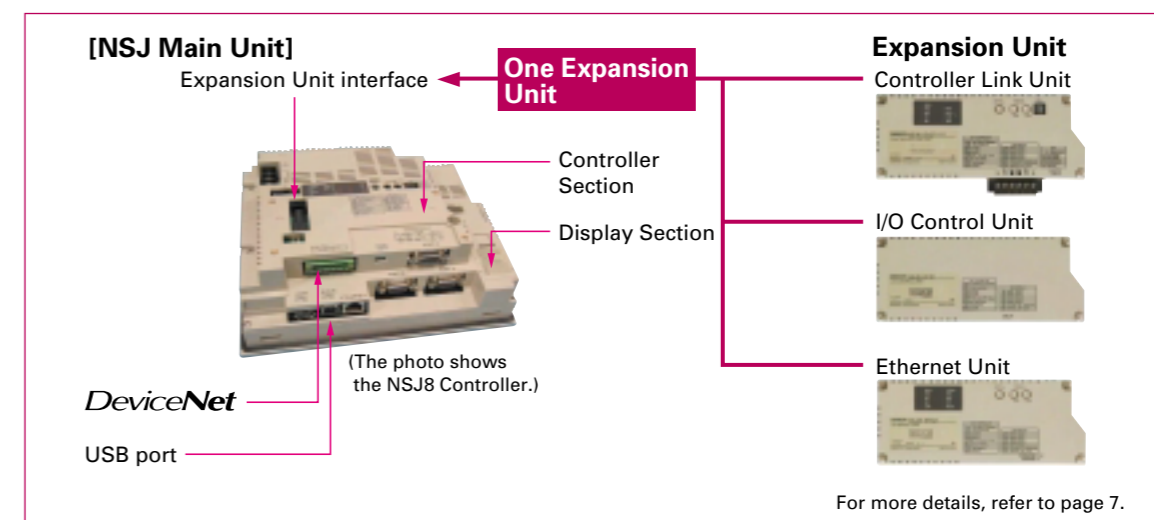 [NSJ Main Unit]
Expansion Unit interface
One Expansion
Unit
Expansion Unit
Controller Link Unit
Controller
Section
Display Section
I/O Control Unit
(The photo shows
the NSJ8 Controller.)
Ethernet Unit
DeviceNet
USB port
For more details, refer to page 7.